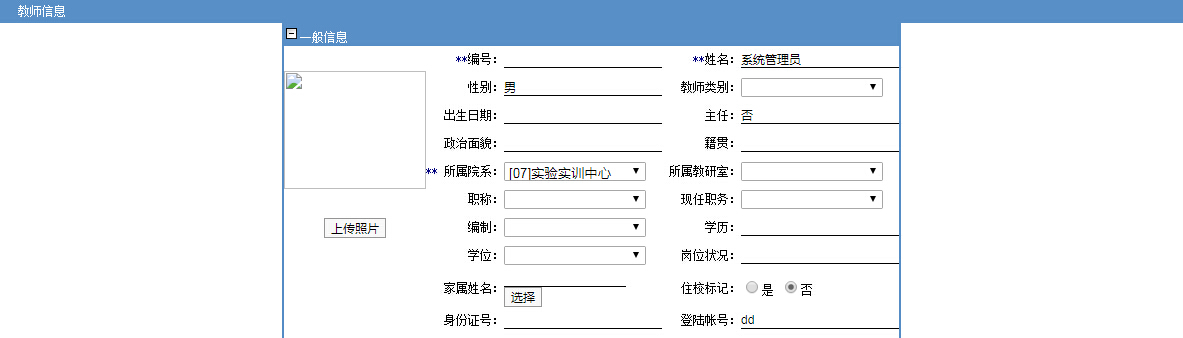 教师信息
一般信息
**编号： **姓名：系统管理员
性别：男 教师类别：
出生日期： 主任：否
政治面貌： 籍贯：
** 所属院系：[07]实验实训中心 所属教研室：
职称： 现任职务：
上传照片 编制： 学历：
学位： 岗位状况：
家属姓名： 选择 住校标记： 是 否
身份证号： 登陆帐号：dd